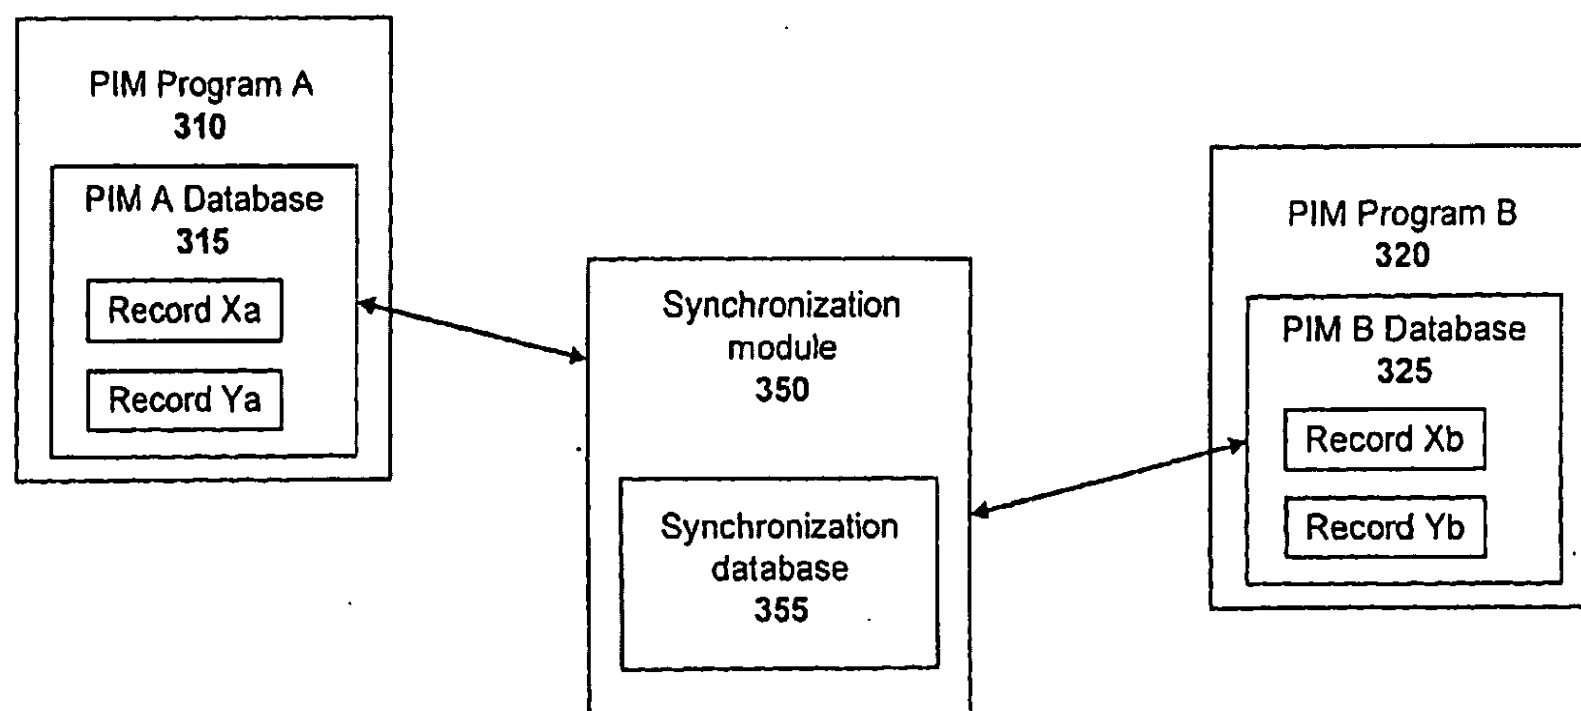 PIM Program A
310
PIM A Database
315
Record Xa
Record Ya
Synchronization
module
350
Synchronization
database
355
PIM Program B
320
PIM B Database
325
Record Xb
Record Yb